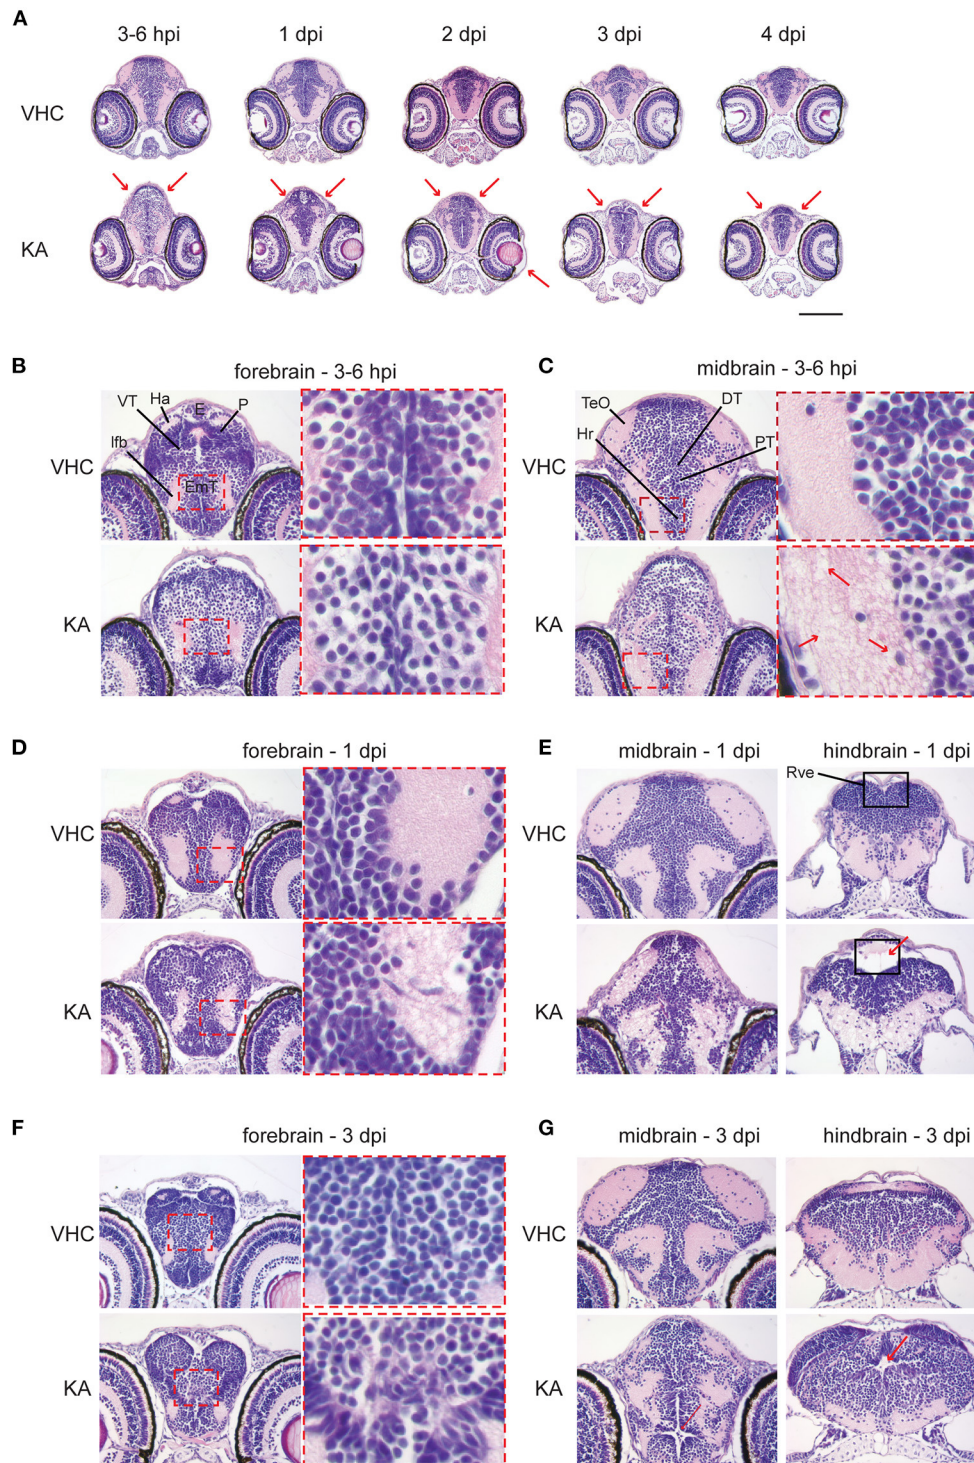 A
3-6 hpi 1 dpi 2 dpi 3 dpi 4 dpi
VHC
KA
B
forebrain - 3-6 hpi
VT Ha E P
lfb
EmT
VHC
KA
C
midbrain - 3-6 hpi
TeO DT
Hr PT
VHC
KA
D
forebrain - 1 dpi
VHC
KA
E
midbrain - 1 dpi hindbrain - 1 dpi
Rve
VHC
KA
F
forebrain - 3 dpi
VHC
KA
G
midbrain - 3 dpi hindbrain - 3 dpi
VHC
KA